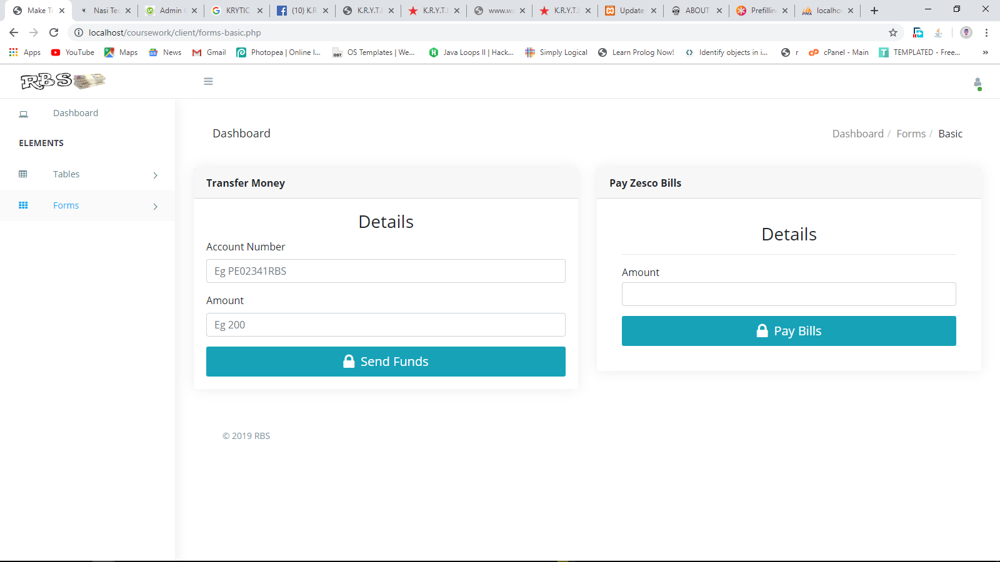 Make Tr
Nasi Tec
Admin
KRYTIC
(10) K.R
K.R.Y.T.
K.R.Y.T.
www.wa
K.R.Y.T.
Update
ABOUT
Prefillin
localhos
localhost/coursework/client/forms-basic.php
Apps YouTube Maps News Gmail Photopea | Online I... OS Templates | We... Java Loops II | Hack... Simply Logical Learn Prolog Now! Identify objects in i... r cPanel - Main TEMPLATED - Free... »
RBS
Dashboard
ELEMENTS
Tables
Forms
Dashboard
Dashboard / Forms / Basic
Transfer Money
Details
Account Number
Eg PE02341RBS
Amount
Eg 200
Send Funds
Pay Zesco Bills
Details
Amount
Pay Bills
© 2019 RBS